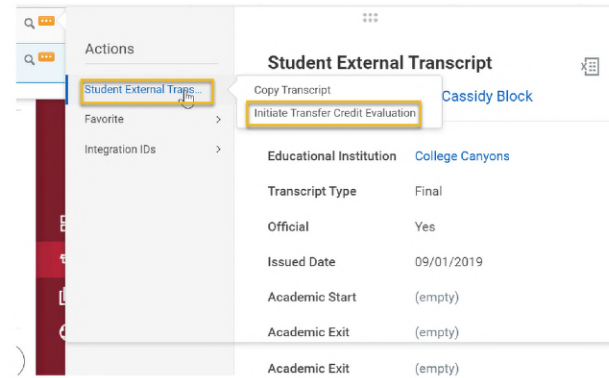 Actions
Student External Trans...
Favorite
Integration IDs
Copy Transcript
Initiate Transfer Credit Evaluation
Student External Transcript
Cassidy Block
Educational Institution College Canyons
Transcript Type Final
Official Yes
Issued Date 09/01/2019
Academic Start (empty)
Academic Exit (empty)
Academic Exit (empty)